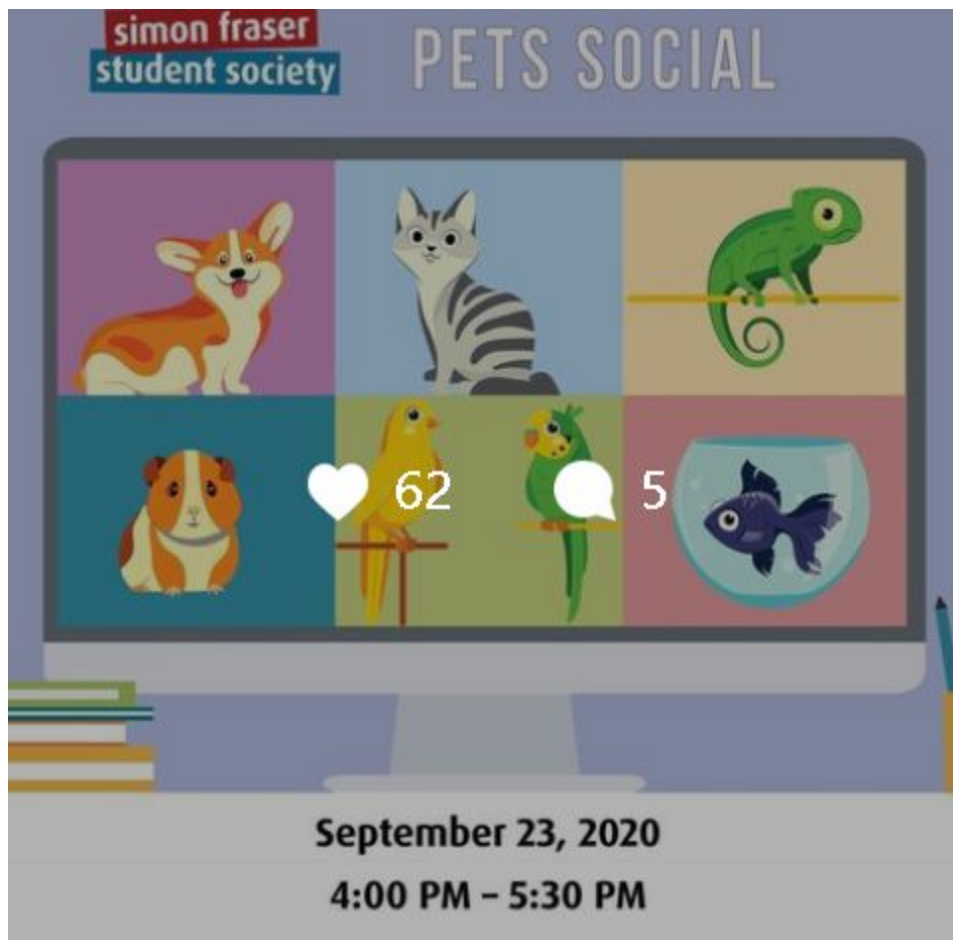 simon fraser
student society
PETS SOCIAL
62
5
September 23, 2020
4:00 PM – 5:30 PM